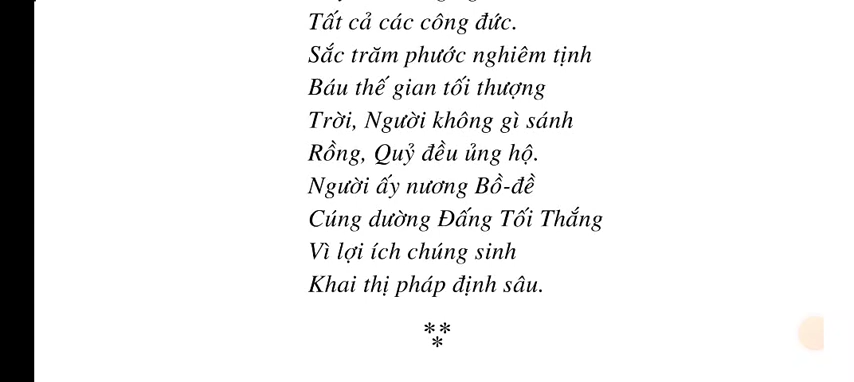 Tất cả các công đức.
Sắc trăm phước nghiêm tịnh
Báu thế gian tối thượng
Trời, Người không gì sánh
Rồng, Quỷ đều ủng hộ.
Người ấy nương Bồ-đề
Cúng dường Đấng Tối Thắng
Vì lợi ích chúng sinh
Khai thị pháp định sâu.
**
*